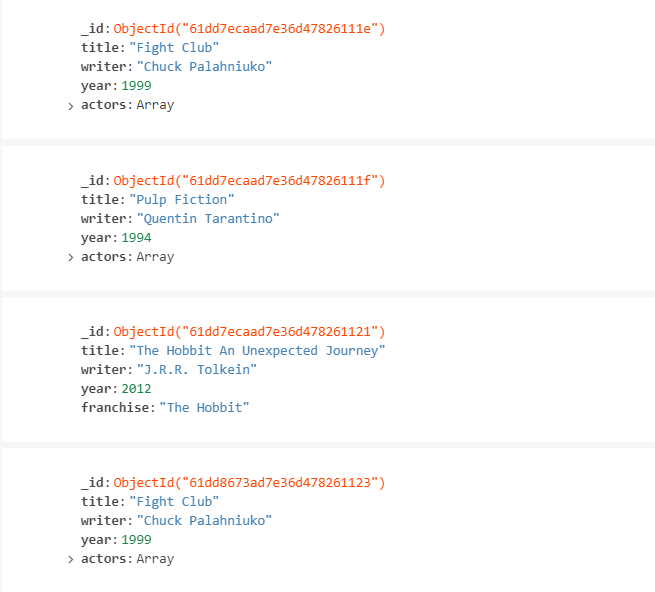 _id: ObjectId("61dd7ecaad7e36d47826111e")
title: "Fight Club"
writer: "Chuck Palahniuko"
year: 1999
actors: Array
_id: ObjectId("61dd7ecaad7e36d47826111f")
title: "Pulp Fiction"
writer: "Quentin Tarantino"
year: 1994
actors: Array
_id: ObjectId("61dd7ecaad7e36d478261121")
title: "The Hobbit An Unexpected Journey"
writer: "J.R.R. Tolkein"
year: 2012
franchise: "The Hobbit"
_id: ObjectId("61dd8673ad7e36d478261123")
title: "Fight Club"
writer: "Chuck Palahniuko"
year: 1999
actors: Array